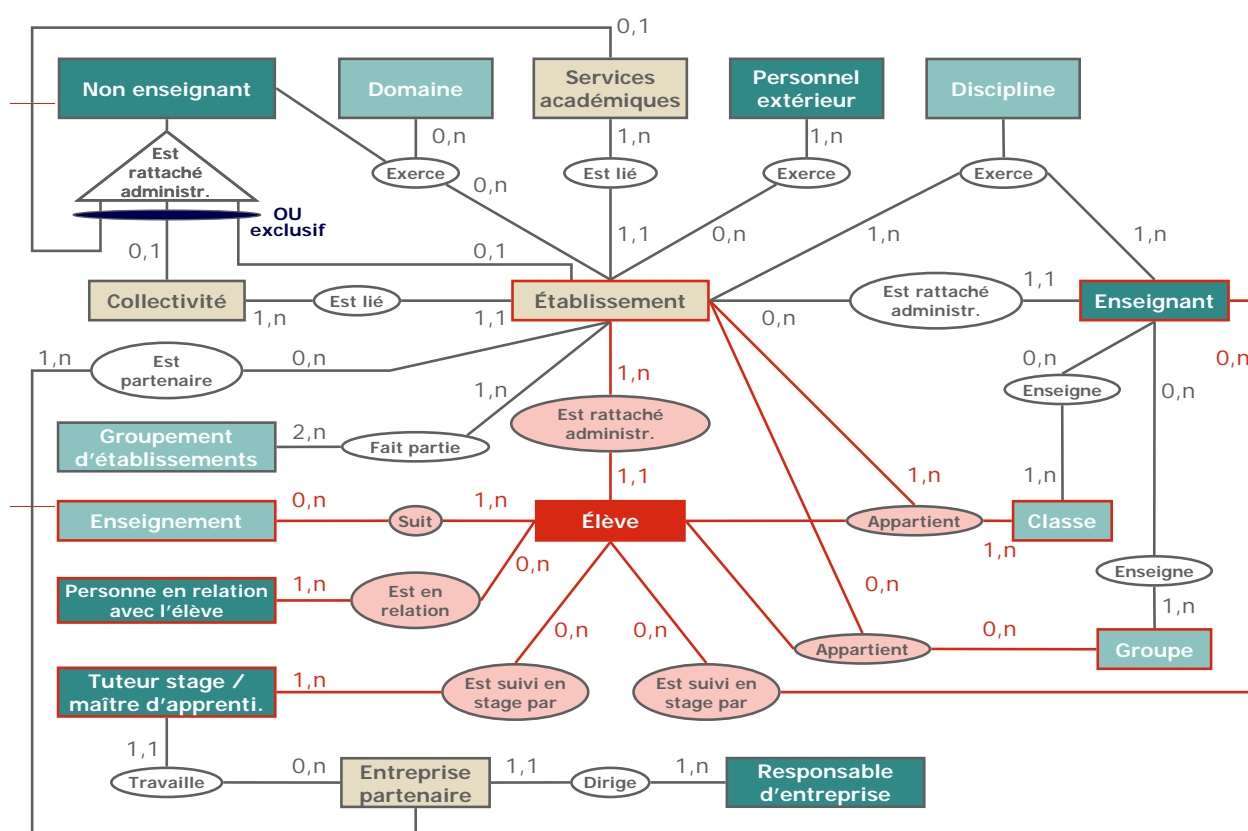 0,1
Non enseignant
Domaine
Services
académiques
Personnel
extérieur
Discipline
0,n
1,n
1,n
Est
rattaché
administr.
Exerce
Est lié
Exerce
Exerce
0,n
OU
exclusif
0,1
0,1
1,1
0,n
1,n
1,n
Collectivité
Est lié
Établissement
Est rattaché
administr.
1,1
Enseignant
1,n
1,1
0,n
1,n
Est
partenaire
0,n
1,n
1,n
0,n
Enseigne
0,n
0,n
Est rattaché
administr.
Groupement
d'établissements
2,n
Fait partie
1,1
1,n
1,n
Enseignement
0,n
Suit
1,n
Élève
Appartient
Classe
1,n
0,n
Personne en relation
avec l'élève
1,n
Est en
relation
0,n
Enseigne
1,n
0,n
0,n
0,n
Appartient
Groupe
Tuteur stage /
maître d'apprenti.
1,n
Est suivi en
stage par
Est suivi en
stage par
1,1
Travaille
0,n
Entreprise
partenaire
1,1
Dirige
1,n
Responsable
d'entreprise